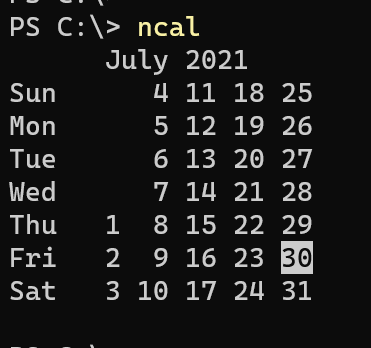 PS C:\> ncal
July 2021
Sun 4 11 18 25
Mon 5 12 19 26
Tue 6 13 20 27
Wed 7 14 21 28
Thu 1 8 15 22 29
Fri 2 9 16 23 30
Sat 3 10 17 24 31